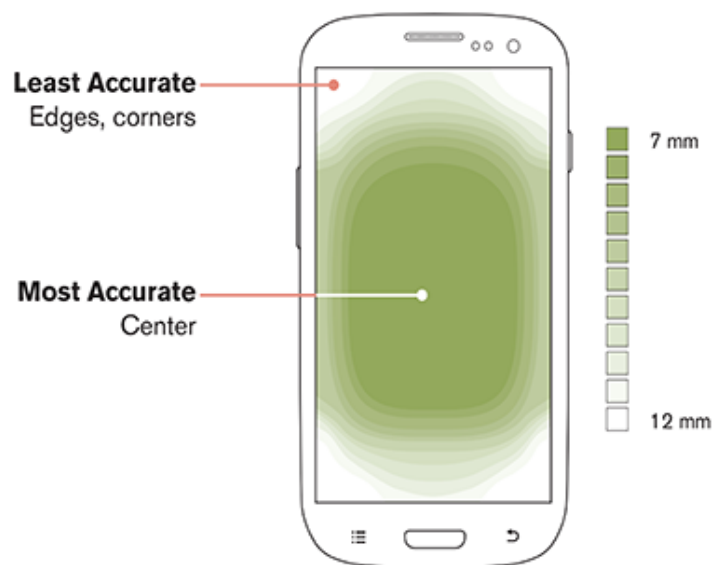 Least Accurate
Edges, corners
7 mm
Most Accurate
Center
12 mm